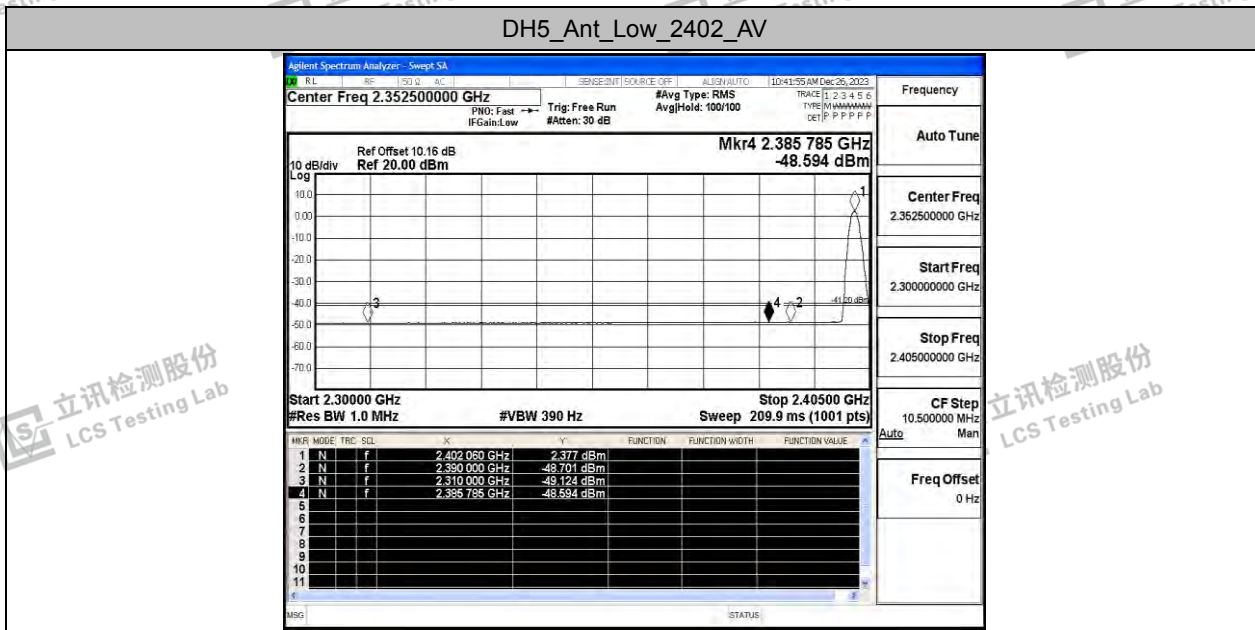 DH5_Ant_Low_2402_AV
Agilent Spectrum Analyzer - Swept SA
RL RF 50 Ω AC SENSE:INT SOURCE OFF ALIGN AUTO 10:41:55 AM Dec 26, 2023
Center Freq 2.352500000 GHz
PNO: Fast
IFGain:Low
Trig: Free Run
#Atten: 30 dB
#Avg Type: RMS
Avg|Hold: 100/100
TRACE 1 2 3 4 5 6
TYPE M WWWWW
DET P P P P P P
Mkr4 2.385 785 GHz
-48.594 dBm
Ref Offset 10.16 dB
10 dB/div Ref 20.00 dBm
Log
10.0
0.00
-10.0
-20.0
-30.0
-40.0
-50.0
-60.0
-70.0
1
3
4
2
-41.20 dBm
Start 2.30000 GHz Stop 2.40500 GHz
#Res BW 1.0 MHz #VBW 390 Hz Sweep 209.9 ms (1001 pts)
MKR MODE TRC SCL X Y FUNCTION FUNCTION WIDTH FUNCTION VALUE
1 N f 2.402 060 GHz 2.377 dBm
2 N f 2.390 000 GHz -48.701 dBm
3 N f 2.310 000 GHz -49.124 dBm
4 N f 2.385 785 GHz -48.594 dBm
5
6
7
8
9
10
11
MSG STATUS
Frequency
Auto Tune
Center Freq
2.352500000 GHz
Start Freq
2.300000000 GHz
Stop Freq
2.405000000 GHz
CF Step
10.500000 MHz
Auto Man
Freq Offset
0 Hz
立讯检测股份
LCS Testing Lab
立讯检测股份
LCS Testing Lab